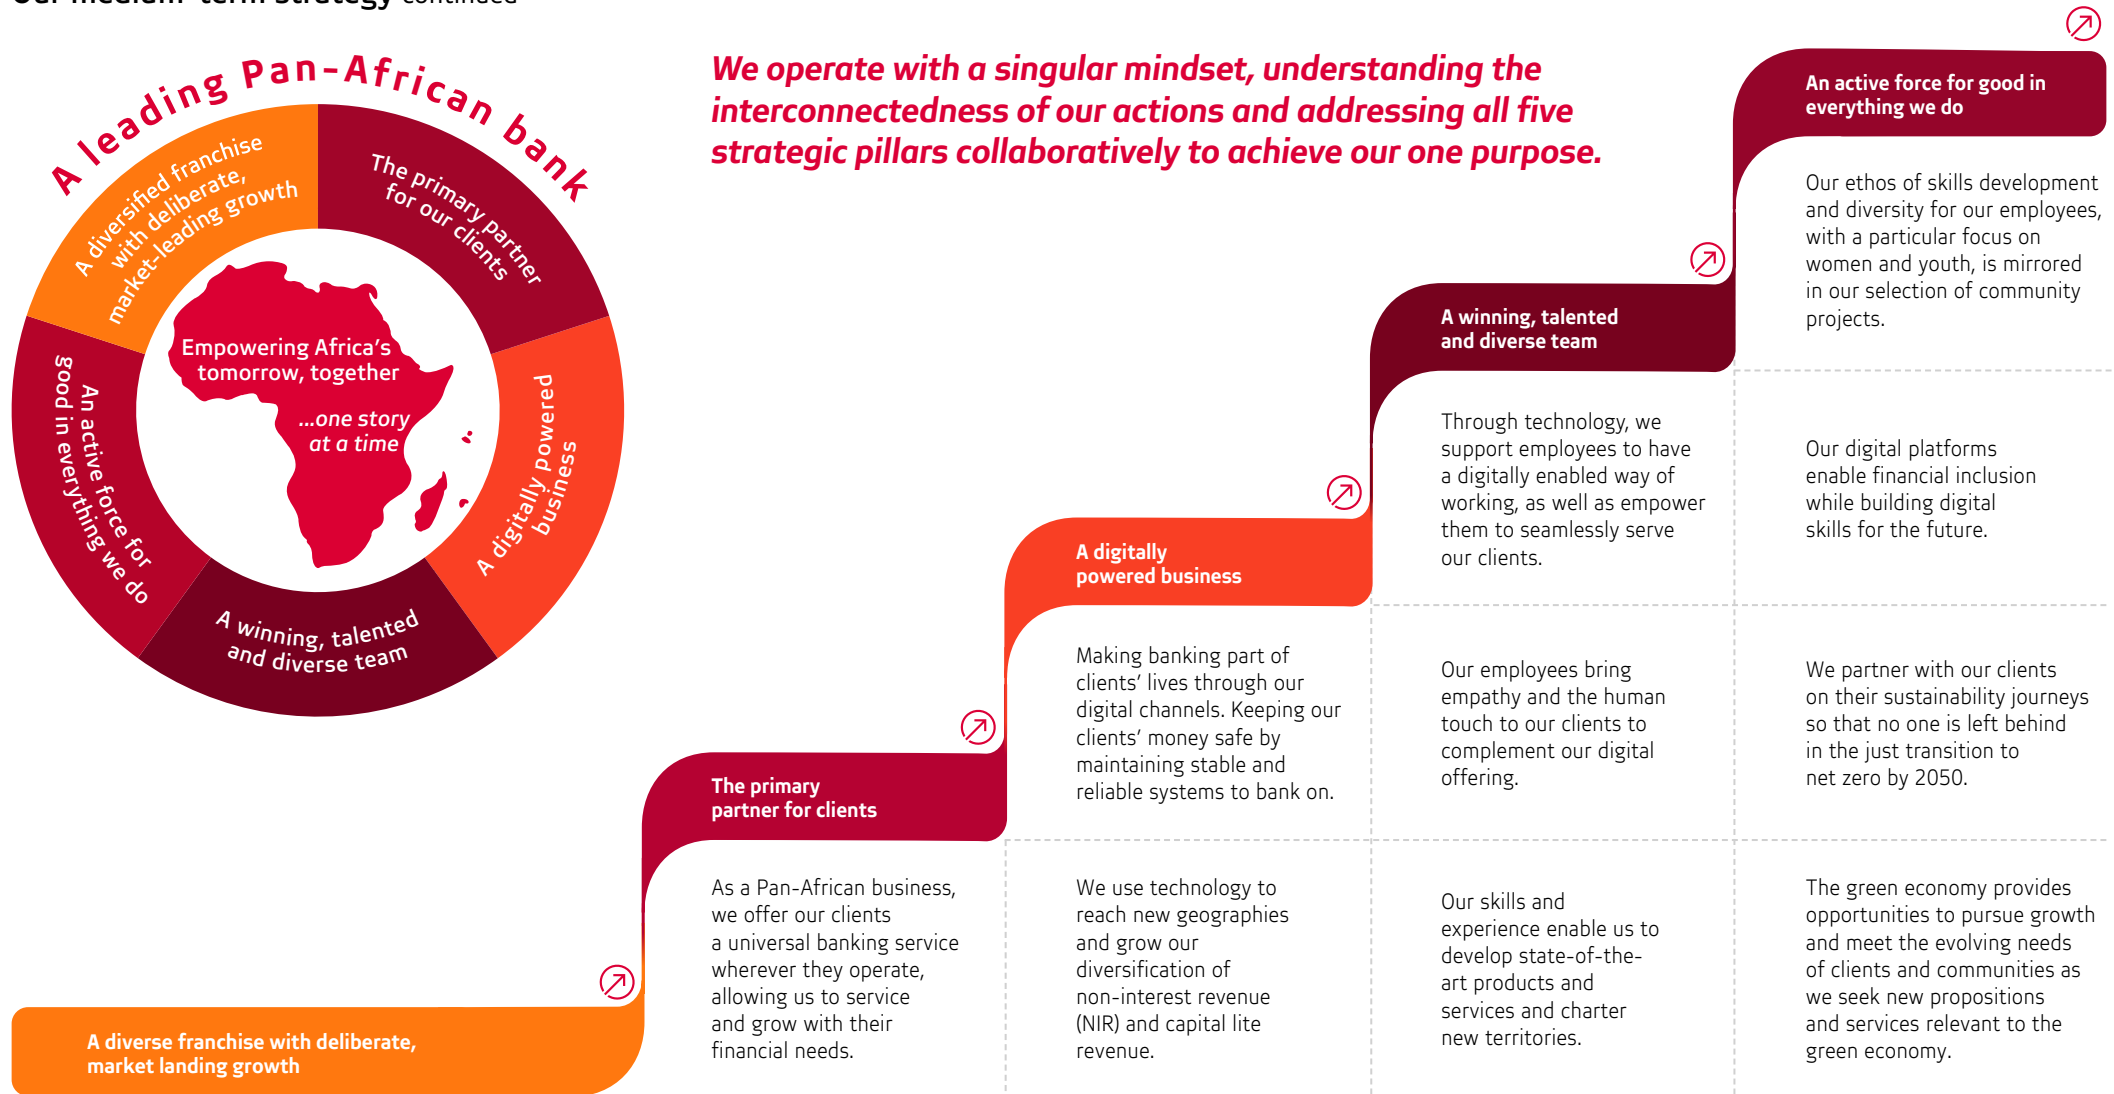 Our medium-term strategy continued
A leading Pan-African bank
A diversified franchise
with deliberate,
market-leading growth
The primary partner
for our clients
A digitally powered
business
A winning, talented
and diverse team
An active force for
good in everything we do
Empowering Africa's
tomorrow, together
...one story
at a time
We operate with a singular mindset, understanding the
interconnectedness of our actions and addressing all five
strategic pillars collaboratively to achieve our one purpose.
An active force for good in
everything we do
Our ethos of skills development
and diversity for our employees,
with a particular focus on
women and youth, is mirrored
in our selection of community
projects.
A winning, talented
and diverse team
Through technology, we
support employees to have
a digitally enabled way of
working, as well as empower
them to seamlessly serve
our clients.
Our digital platforms
enable financial inclusion
while building digital
skills for the future.
A digitally
powered business
Making banking part of
clients' lives through our
digital channels. Keeping our
clients' money safe by
maintaining stable and
reliable systems to bank on.
Our employees bring
empathy and the human
touch to our clients to
complement our digital
offering.
We partner with our clients
on their sustainability journeys
so that no one is left behind
in the just transition to
net zero by 2050.
The primary
partner for clients
As a Pan-African business,
we offer our clients
a universal banking service
wherever they operate,
allowing us to service
and grow with their
financial needs.
We use technology to
reach new geographies
and grow our
diversification of
non-interest revenue
(NIR) and capital lite
revenue.
Our skills and
experience enable us to
develop state-of-the-
art products and
services and charter
new territories.
The green economy provides
opportunities to pursue growth
and meet the evolving needs
of clients and communities as
we seek new propositions
and services relevant to the
green economy.
A diverse franchise with deliberate,
market landing growth